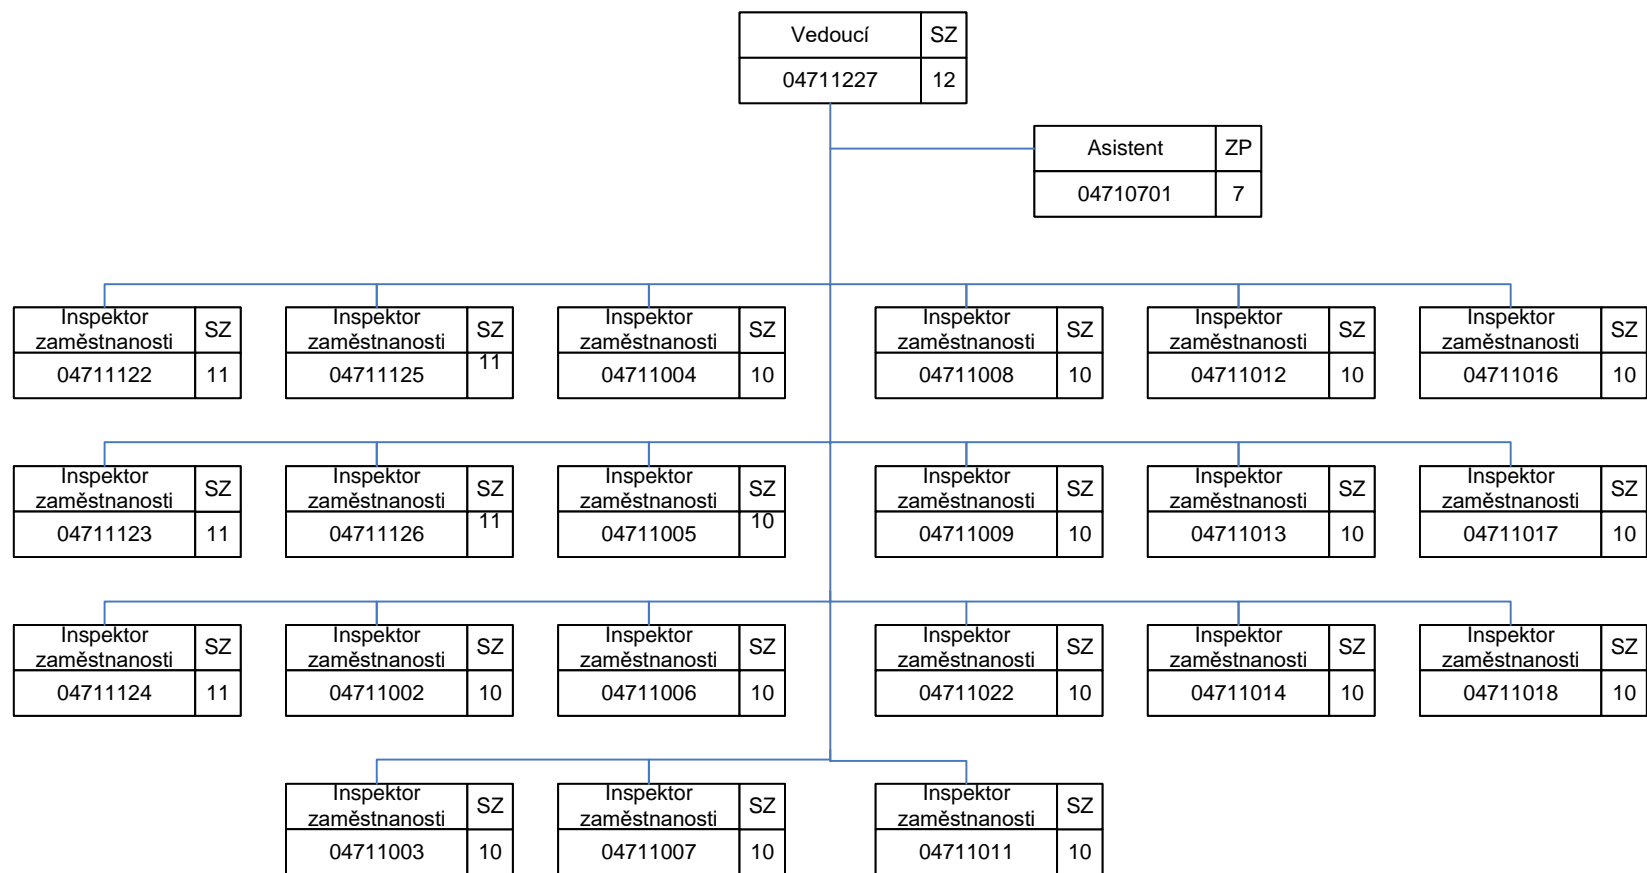 Vedoucí SZ
04711227 12
Asistent ZP
04710701 7
Inspektor zaměstnanosti SZ
04711122 11
Inspektor zaměstnanosti SZ
04711125 11
Inspektor zaměstnanosti SZ
04711004 10
Inspektor zaměstnanosti SZ
04711008 10
Inspektor zaměstnanosti SZ
04711012 10
Inspektor zaměstnanosti SZ
04711016 10
Inspektor zaměstnanosti SZ
04711123 11
Inspektor zaměstnanosti SZ
04711126 11
Inspektor zaměstnanosti SZ
04711005 10
Inspektor zaměstnanosti SZ
04711009 10
Inspektor zaměstnanosti SZ
04711013 10
Inspektor zaměstnanosti SZ
04711017 10
Inspektor zaměstnanosti SZ
04711124 11
Inspektor zaměstnanosti SZ
04711002 10
Inspektor zaměstnanosti SZ
04711006 10
Inspektor zaměstnanosti SZ
04711022 10
Inspektor zaměstnanosti SZ
04711014 10
Inspektor zaměstnanosti SZ
04711018 10
Inspektor zaměstnanosti SZ
04711003 10
Inspektor zaměstnanosti SZ
04711007 10
Inspektor zaměstnanosti SZ
04711011 10